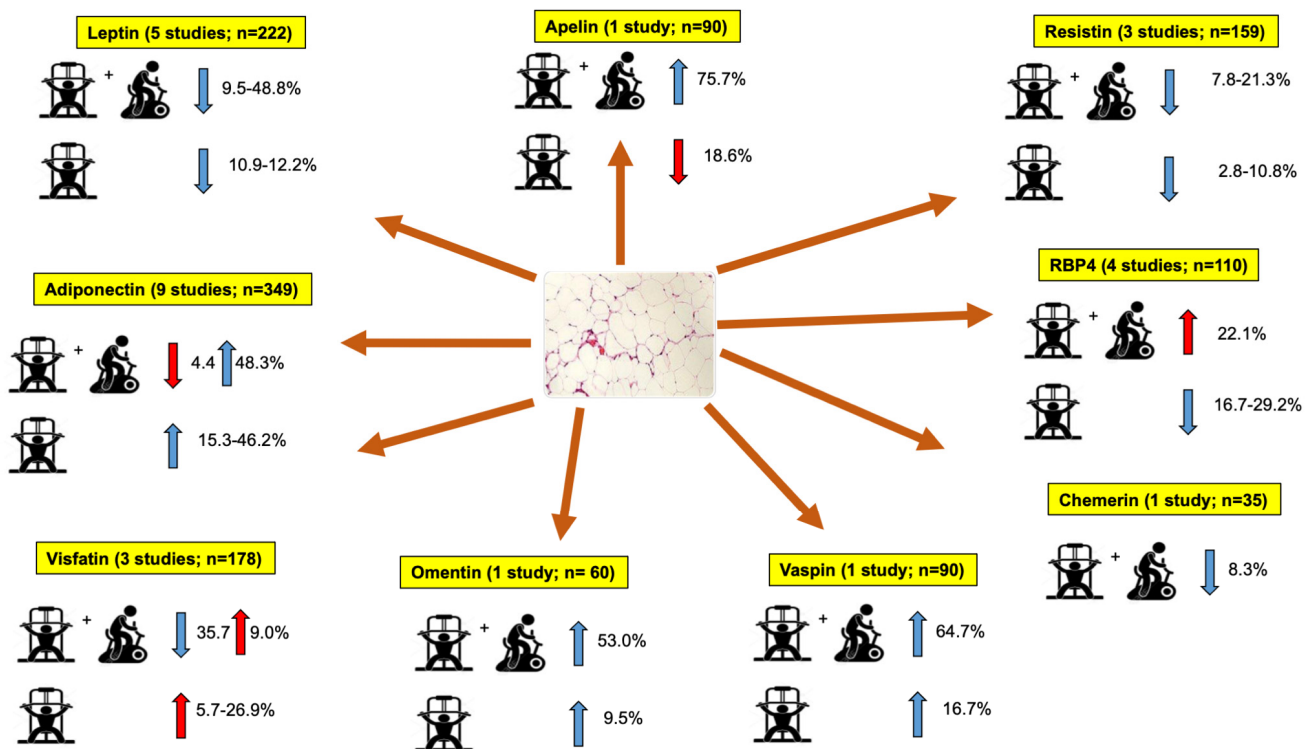 Leptin (5 studies; n=222)
+
9.5-48.8%
10.9-12.2%
Apelin (1 study; n=90)
+
75.7%
18.6%
Resistin (3 studies; n=159)
+
7.8-21.3%
2.8-10.8%
Adiponectin (9 studies; n=349)
+
4.4 48.3%
15.3-46.2%
RBP4 (4 studies; n=110)
+
22.1%
16.7-29.2%
Visfatin (3 studies; n=178)
+
35.7 9.0%
5.7-26.9%
Omentin (1 study; n= 60)
+
53.0%
9.5%
Vaspin (1 study; n=90)
+
64.7%
16.7%
Chemerin (1 study; n=35)
+
8.3%